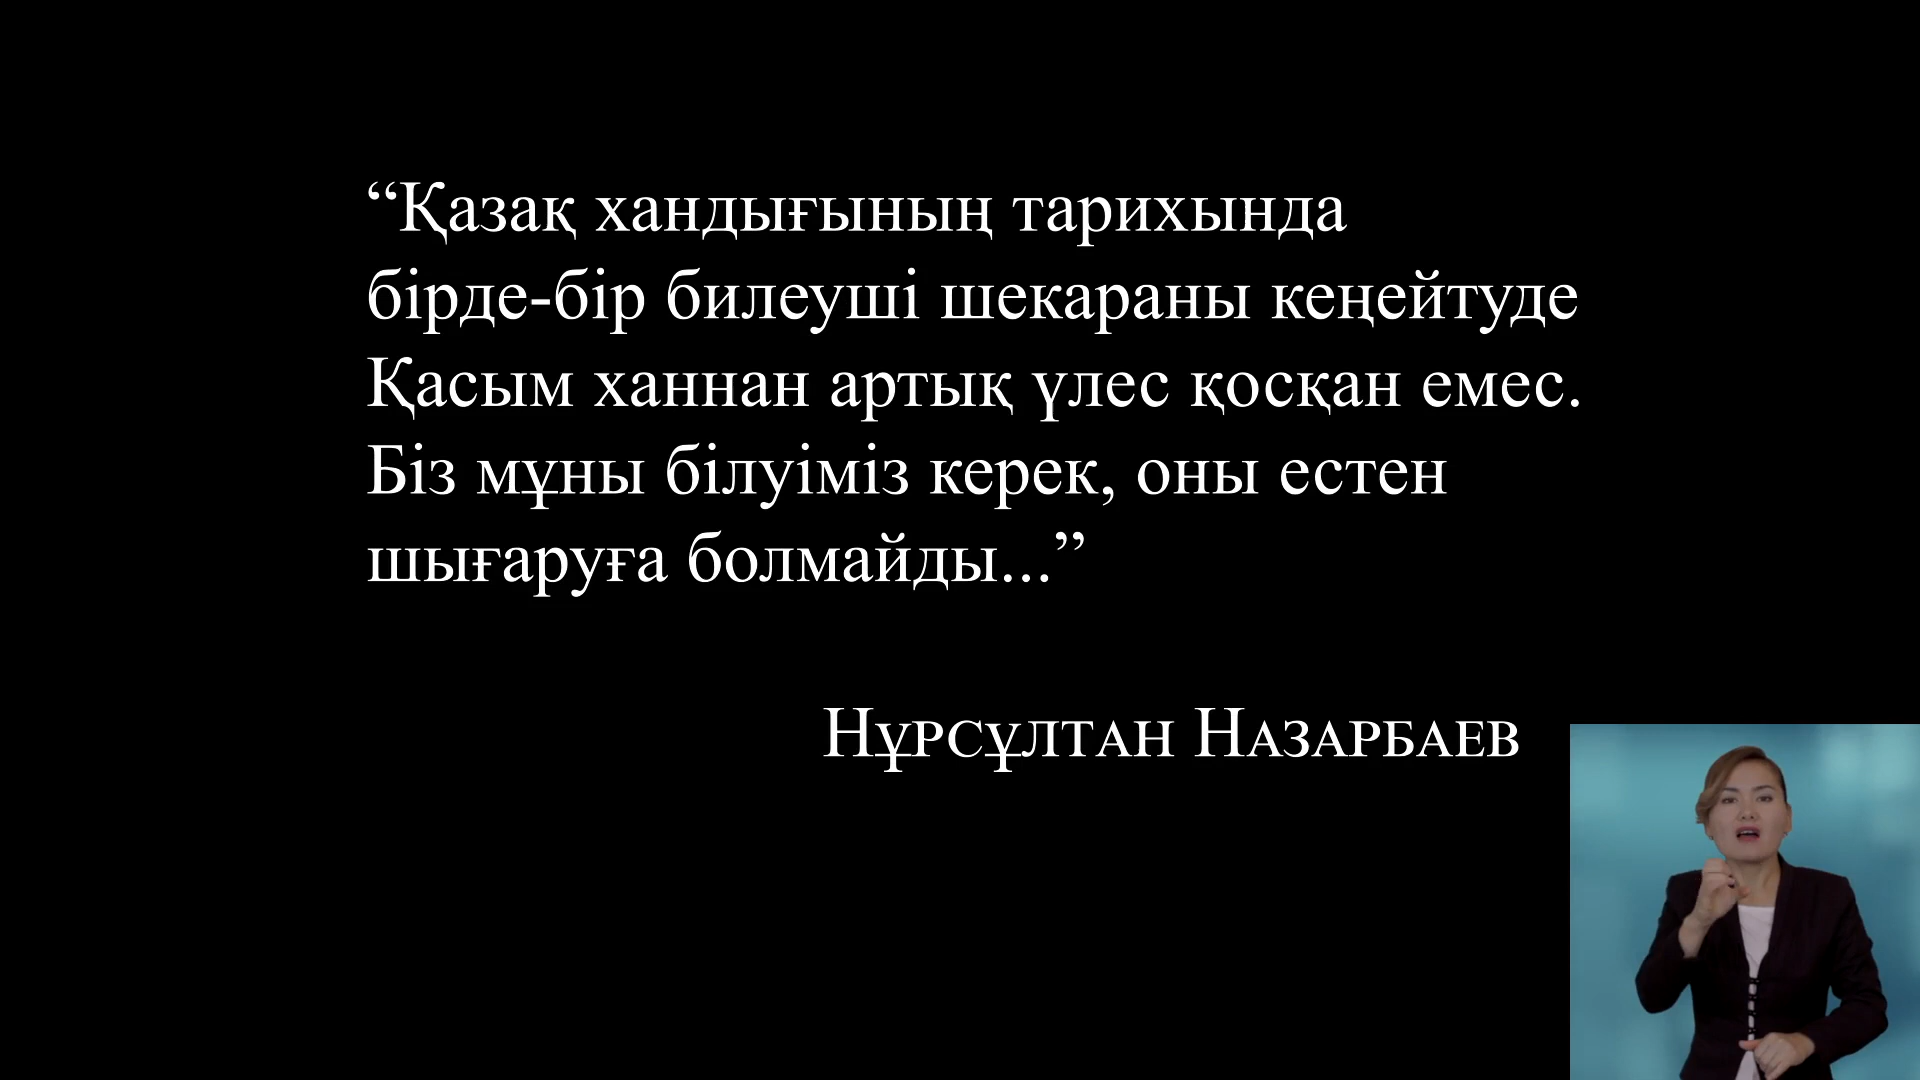 “Қазақ хандығының тарихында
бірде-бір билеуші шекараны кеңейтуде
Қасым ханнан артық үлес қосқан емес.
Біз мұны білуіміз керек, оны естен
шығаруға болмайды...”
Нұрсұлтан Назарбаев